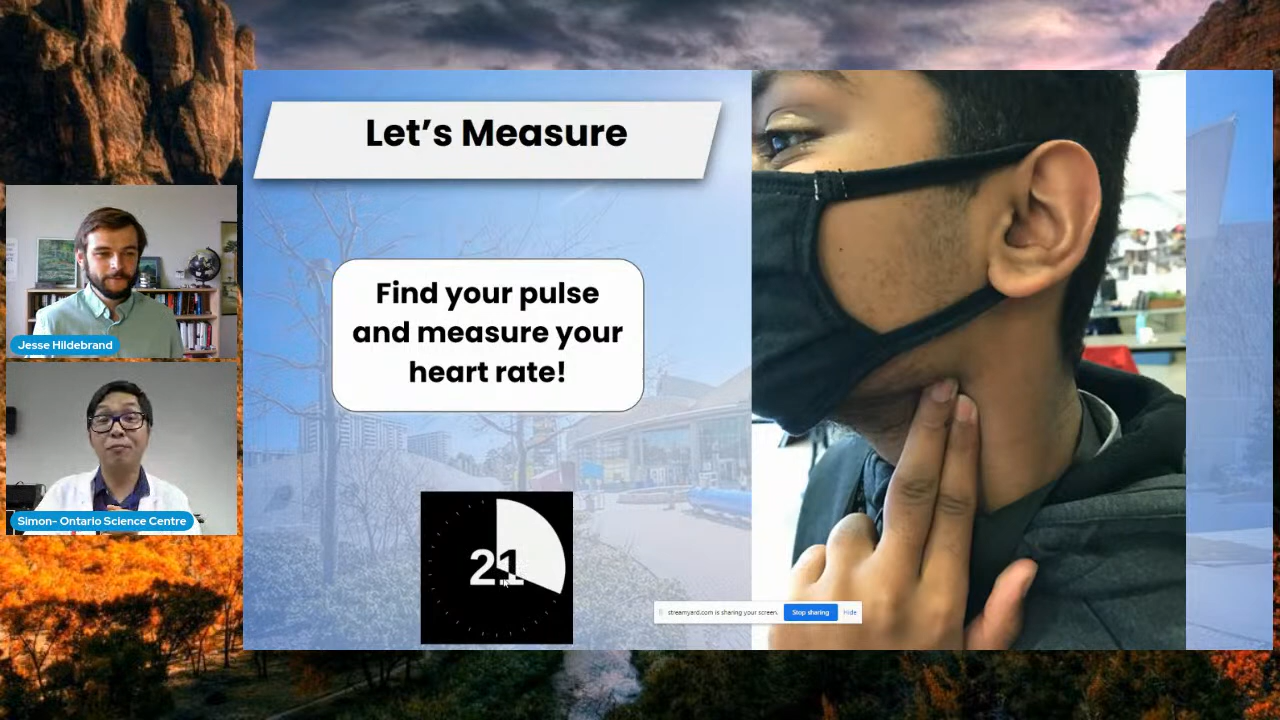 Let’s Measure
Find your pulse
and measure your
heart rate!
Jesse Hildebrand
Simon- Ontario Science Centre
21
streamyard.com is sharing your screen.
Stop sharing
Hide